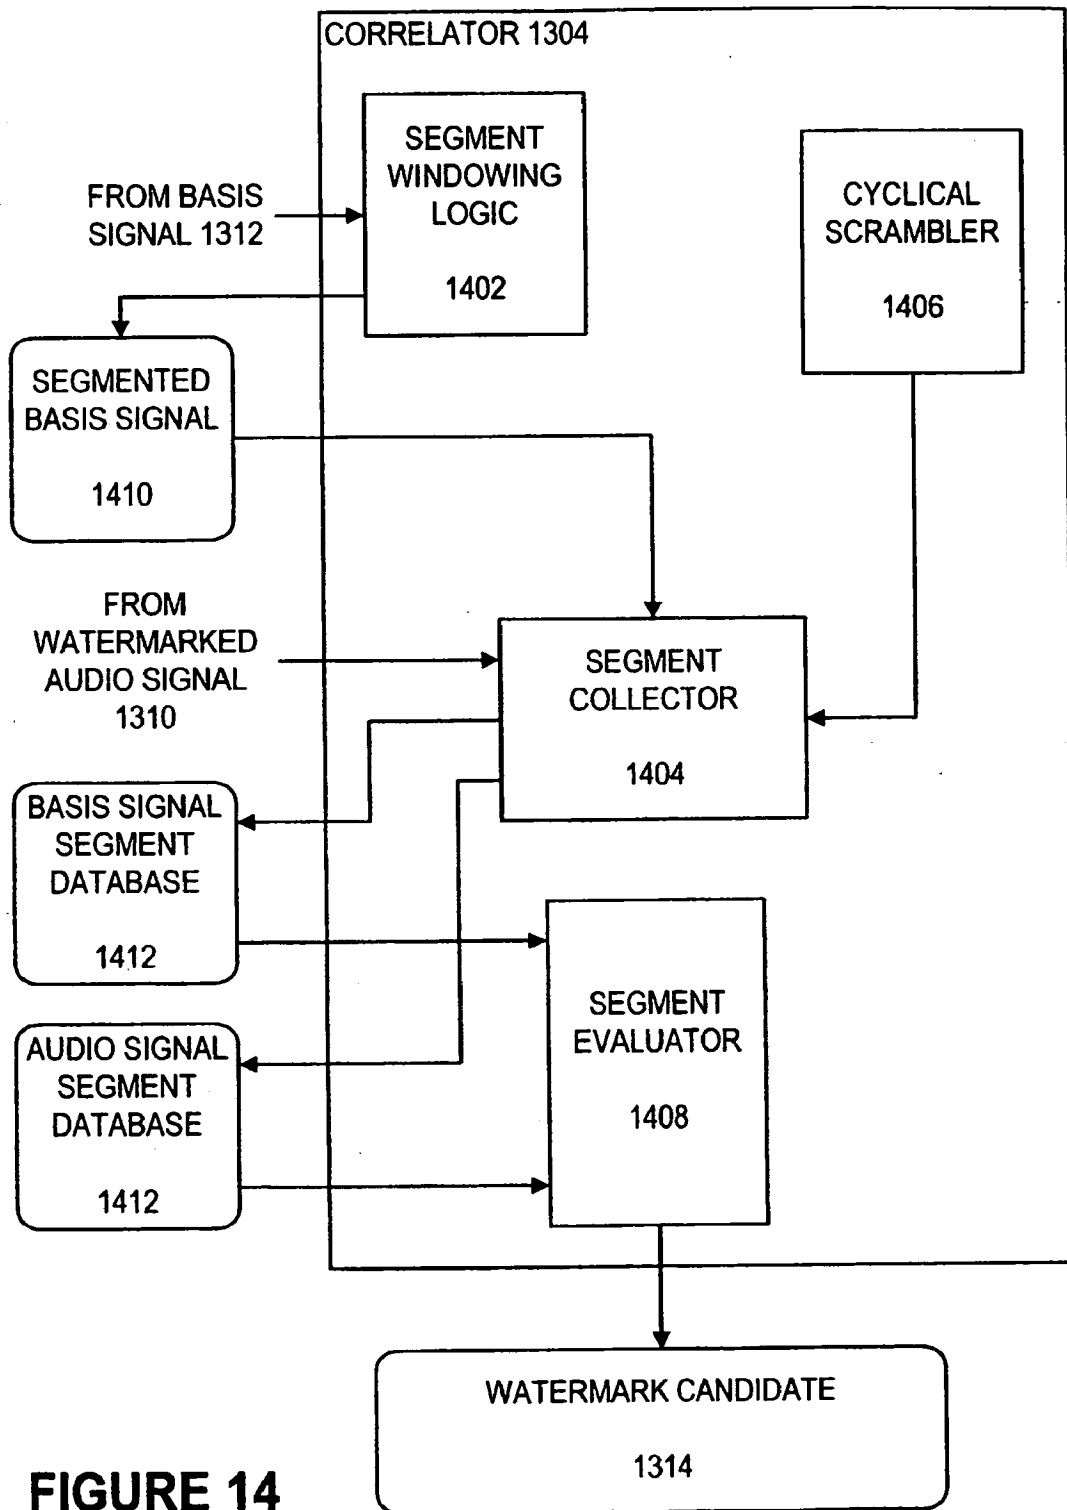 CORRELATOR 1304
SEGMENT
WINDOWING
LOGIC
1402
CYCLICAL
SCRAMBLER
1406
FROM BASIS
SIGNAL 1312
SEGMENTED
BASIS SIGNAL
1410
FROM
WATERMARKED
AUDIO SIGNAL
1310
SEGMENT
COLLECTOR
1404
BASIS SIGNAL
SEGMENT
DATABASE
1412
SEGMENT
EVALUATOR
1408
AUDIO SIGNAL
SEGMENT
DATABASE
1412
WATERMARK CANDIDATE
1314
FIGURE 14